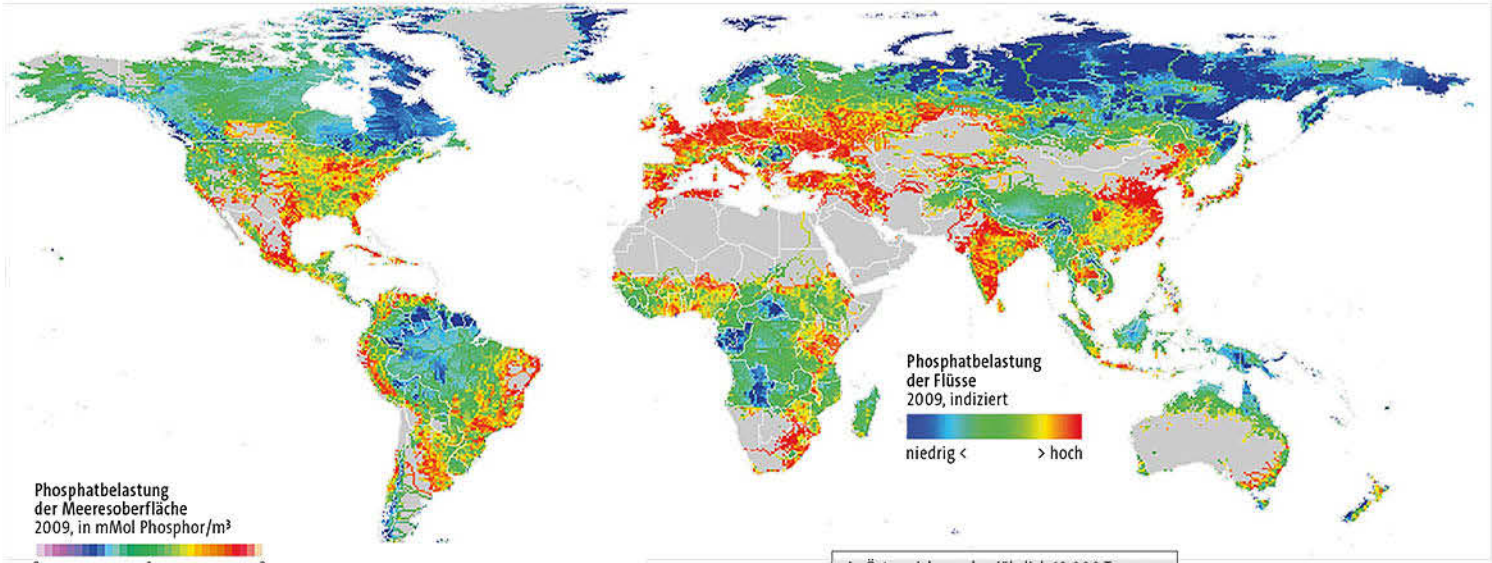 Phosphatbelastung
der Flüsse
2009, indiziert
niedrig < > hoch
Phosphatbelastung
der Meeresoberfläche
2009, in mMol Phosphor/m³